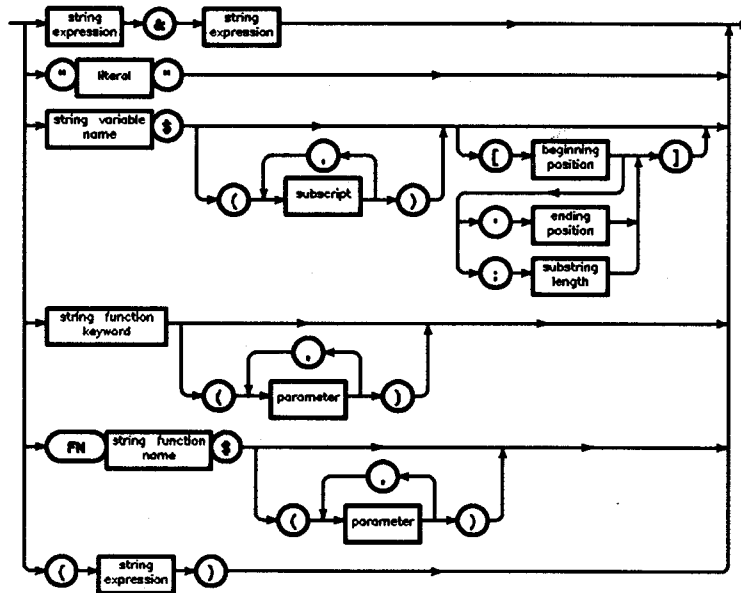 string expression & string expression
" literal "
string variable name $
,
( subscript )
[ beginning position ]
, ending position
; substring length
string function keyword
,
( parameter )
FN string function name $
,
( parameter )
( string expression )